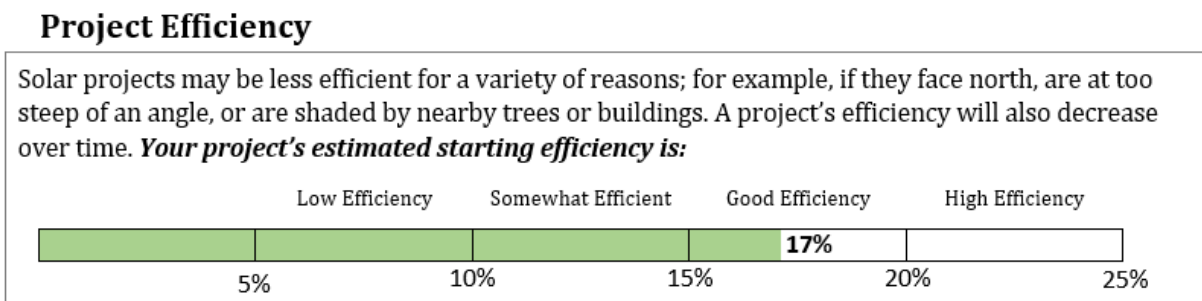 Project Efficiency
Solar projects may be less efficient for a variety of reasons; for example, if they face north, are at too
steep of an angle, or are shaded by nearby trees or buildings. A project's efficiency will also decrease
over time. Your project's estimated starting efficiency is:
Low Efficiency Somewhat Efficient Good Efficiency High Efficiency
17%
5% 10% 15% 20% 25%